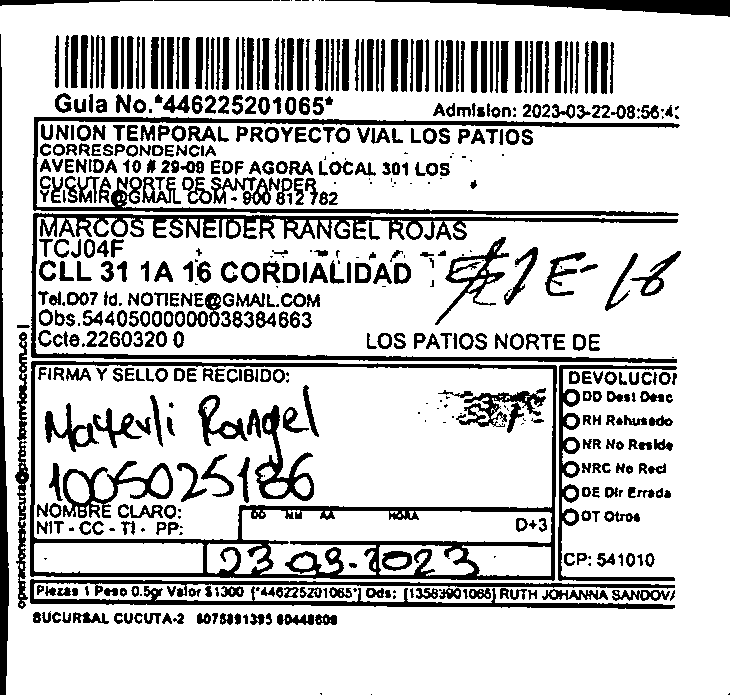 Guia No.*446225201065*
Admision: 2023-03-22-08:56:4
UNION TEMPORAL PROYECTO VIAL LOS PATIOS
CORRESPONDENCIA
AVENIDA 10 # 29-09 EDF AGORA LOCAL 301 LOS
CUCUTA NORTE DE SANTANDER
YEISMIR@GMAIL COM - 900 812 782
MARCOS ESNEIDER RANGEL ROJAS
TCJ04F
CLL 31 1A 16 CORDIALIDAD
1E-18
Tel.D07 Id. NOTIENE@GMAIL.COM
Obs.54405000000038384663
Ccte.2260320 0
LOS PATIOS NORTE DE
operacionescucuta@prontoenvios.com.co
FIRMA Y SELLO DE RECIBIDO:
Mayerli Rangel
1005025186
NOMBRE CLARO:
NIT - CC - TI - PP:
DD MM AA HORA
D+3
23 03-2023
DEVOLUCION
DD Dest Desc
RH Rehusado
NR No Reside
NRC No Recl
DE Dir Errada
OT Otros
CP: 541010
Piezas 1 Peso 0.5gr Valor $1300 [*446225201065*] Ods: [13583901065] RUTH JOHANNA SANDOVA
SUCURSAL CUCUTA-2 6075891395 60448609